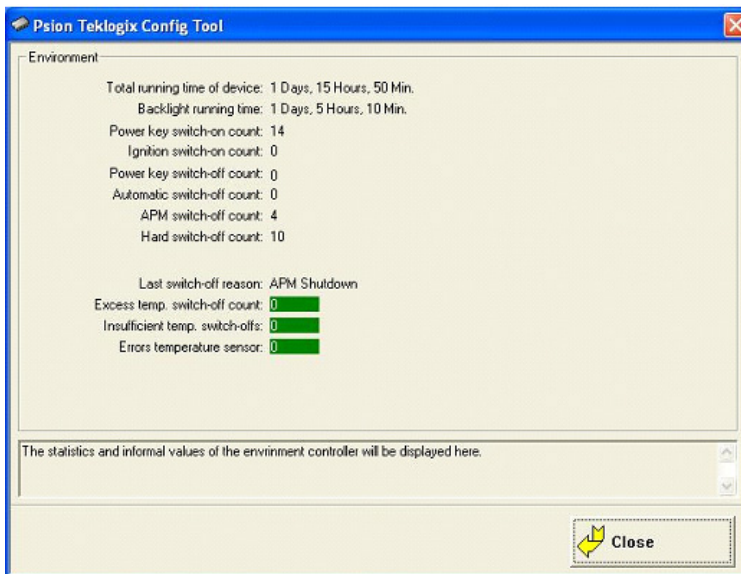 Psion Teklogix Config Tool
Environment
Total running time of device: 1 Days, 15 Hours, 50 Min.
Backlight running time: 1 Days, 5 Hours, 10 Min.
Power key switch-on count: 14
Ignition switch-on count: 0
Power key switch-off count: 0
Automatic switch-off count: 0
APM switch-off count: 4
Hard switch-off count: 10
Last switch-off reason: APM Shutdown
Excess temp. switch-off count: 0
Insufficient temp. switch-offs: 0
Errors temperature sensor: 0
The statistics and informal values of the envrinment controller will be displayed here.
Close